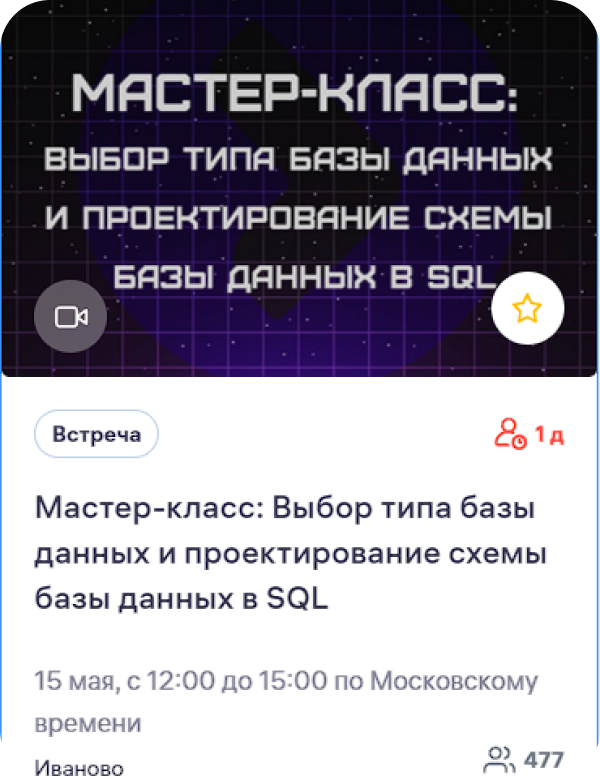 МАСТЕР-КЛАСС:
ВЫБОР ТИПА БАЗЫ ДАННЫХ
И ПРОЕКТИРОВАНИЕ СХЕМЫ
БАЗЫ ДАННЫХ В SQL
Встреча
1 д
Мастер-класс: Выбор типа базы
данных и проектирование схемы
базы данных в SQL
15 мая, с 12:00 до 15:00 по Московскому
времени
Иваново
477